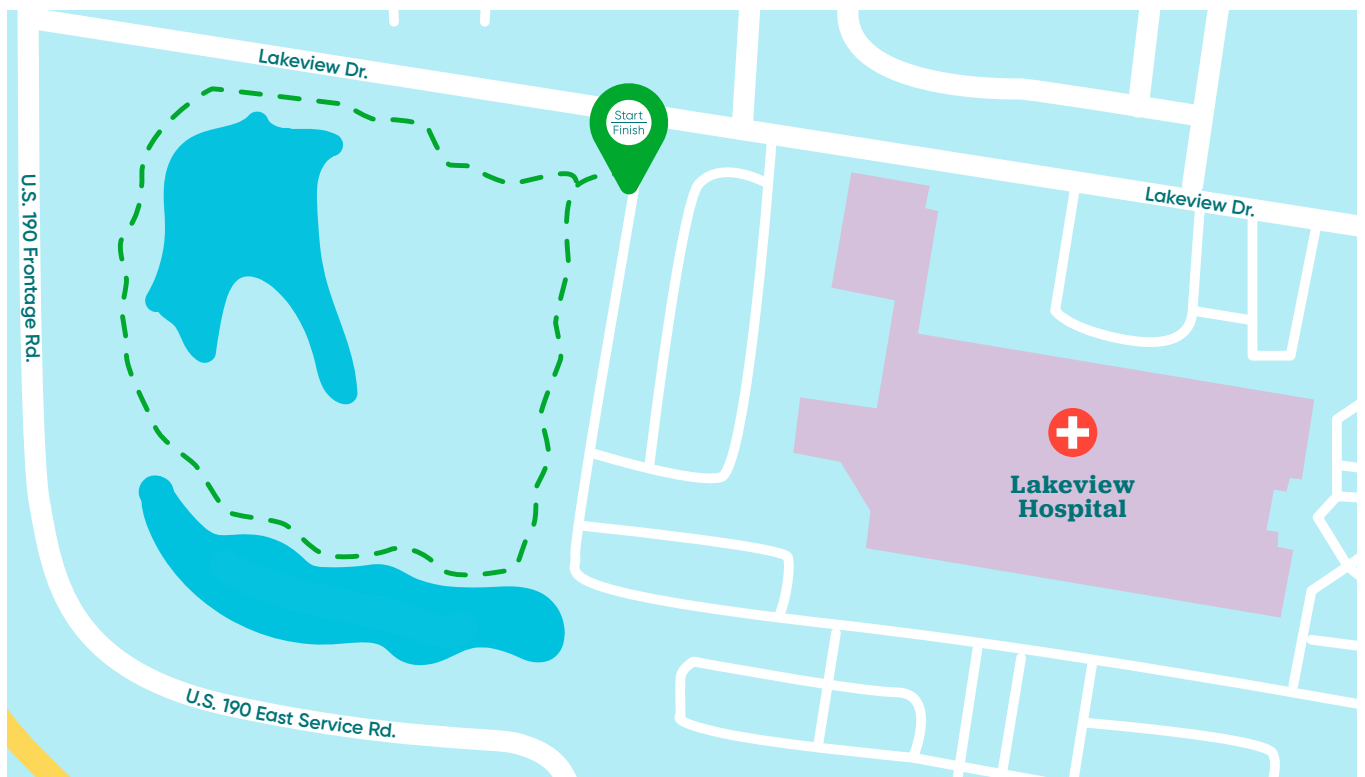 Lakeview Dr.
Start
Finish
U.S. 190 Frontage Rd.
Lakeview Dr.
Lakeview
Hospital
U.S. 190 East Service Rd.